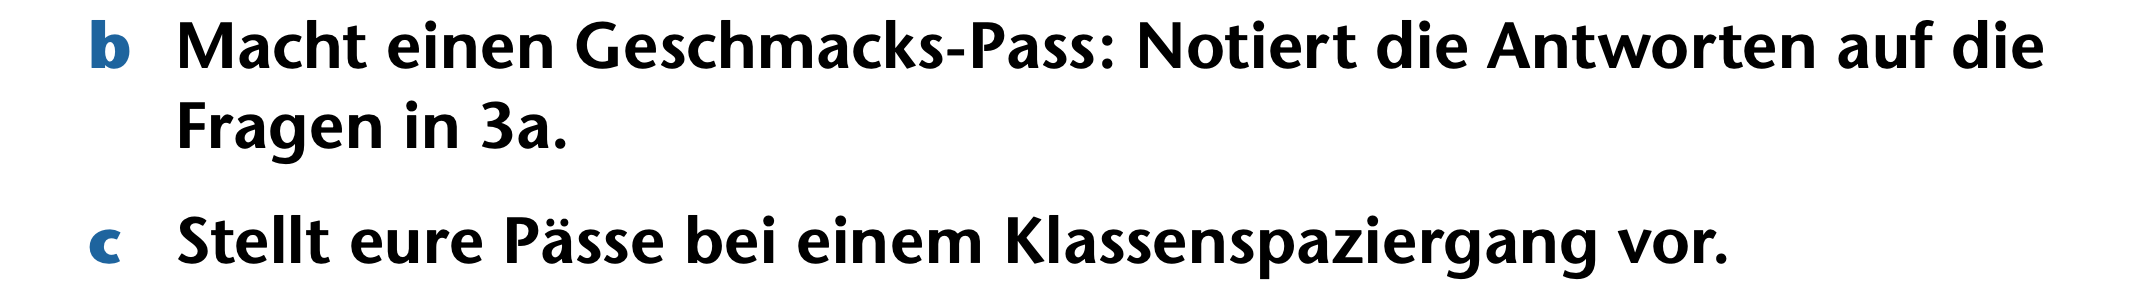 b Macht einen Geschmacks-Pass: Notiert die Antworten auf die
Fragen in 3a.
c Stellt eure Pässe bei einem Klassenspaziergang vor.